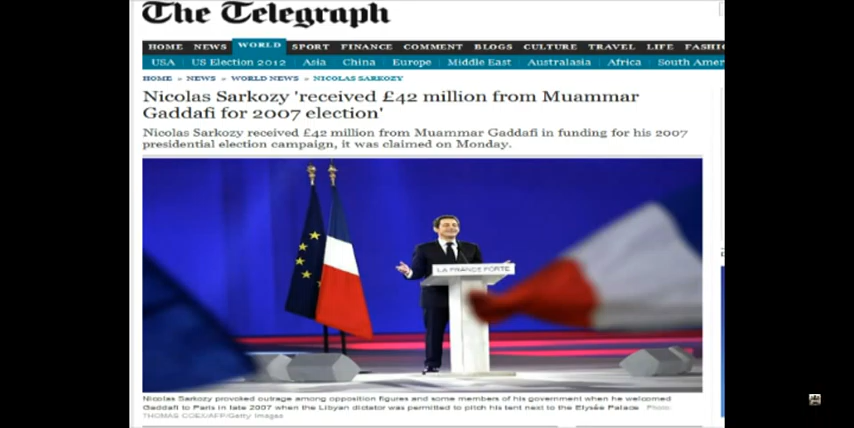 The Telegraph
HOME NEWS WORLD SPORT FINANCE COMMENT BLOGS CULTURE TRAVEL LIFE FASHI
USA US Election 2012 Asia China Europe Middle East Australasia Africa South Amer
HOME » NEWS » WORLD NEWS » NICOLAS SARKOZY
Nicolas Sarkozy 'received £42 million from Muammar
Gaddafi for 2007 election'
Nicolas Sarkozy received £42 million from Muammar Gaddafi in funding for his 2007
presidential election campaign, it was claimed on Monday.
LA FRANCE FORTE
Nicolas Sarkozy provoked outrage among opposition figures and some members of his government when he welcomed
Gaddafi to Paris in late 2007 when the Libyan dictator was permitted to pitch his tent next to the Elysée Palace Photo:
THOMAS COEX/AFP/Getty Images